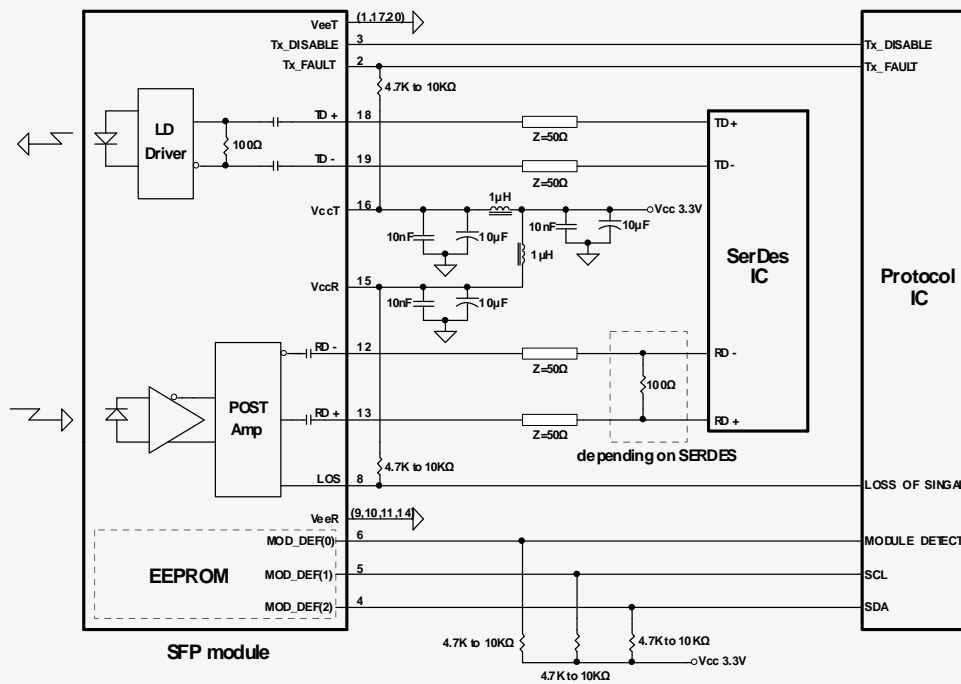 VeeT (1,17,20)
Tx_DISABLE 3 Tx_DISABLE
Tx_FAULT 2 Tx_FAULT
4.7K to 10KΩ
LD
Driver
100Ω
TD+ 18 Z=50Ω TD+
TD- 19 Z=50Ω TD-
VccT 16 1µH Vcc 3.3V
10nF 10µF 10nF 10µF
1µH
VccR 15
10nF 10µF
SerDes
IC
Protocol
IC
RD- 12 Z=50Ω RD-
100Ω
POST
Amp
RD+ 13 Z=50Ω RD+
depending on SERDES
4.7K to 10KΩ
LOS 8 LOSS OF SINGAL
VeeR (9,10,11,14)
MOD_DEF(0) 6 MODULE DETECT
EEPROM
MOD_DEF(1) 5 SCL
MOD_DEF(2) 4 SDA
4.7K to 10KΩ 4.7K to 10KΩ
4.7K to 10KΩ
Vcc 3.3V
SFP module